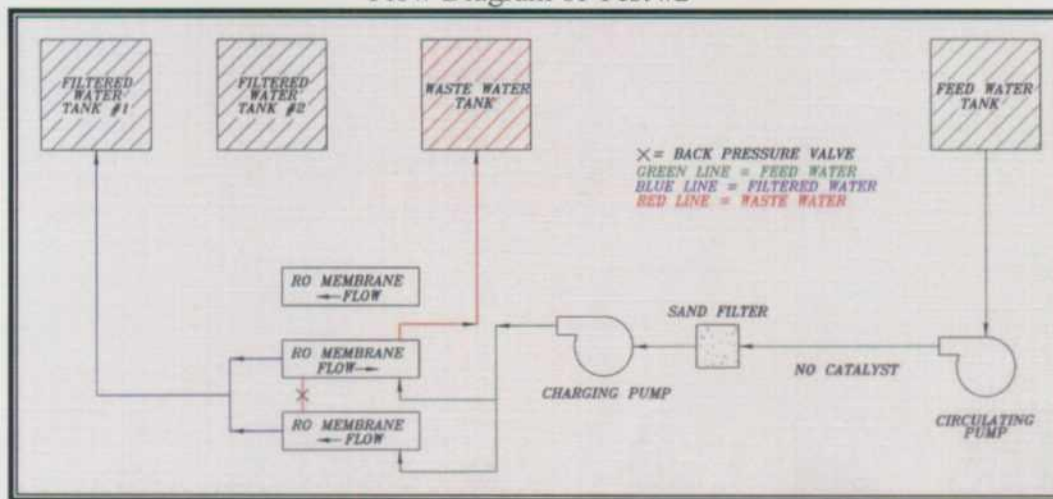 FILTERED
WATER
TANK #1
FILTERED
WATER
TANK #2
WASTE WATER
TANK
FEED WATER
TANK
X = BACK PRESSURE VALVE
GREEN LINE = FEED WATER
BLUE LINE = FILTERED WATER
RED LINE = WASTE WATER
RO MEMBRANE
FLOW
SAND FILTER
RO MEMBRANE
FLOW
NO CATALYST
CHARGING PUMP
RO MEMBRANE
FLOW
CIRCULATING
PUMP